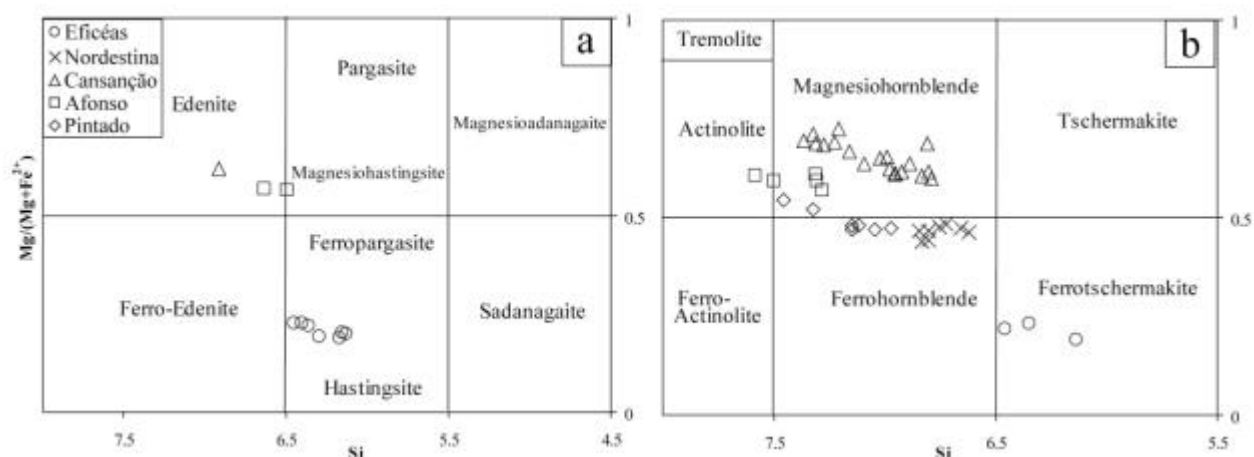 Eficéas
Nordestina
Cansanção
Afonso
Pintado
a
Edenite
Pargasite
Magnesioadanagaite
Magnesiohastingsite
Ferropargasite
Ferro-Edenite
Sadanagaite
Hastingsite
Mg/(Mg+Fe²⁺)
1
0.5
0
7.5
6.5
5.5
4.5
Si
b
Tremolite
Magnesiohornblende
Actinolite
Tschermakite
Ferro-
Actinolite
Ferrohornblende
Ferrotschermakite
1
0.5
0
7.5
6.5
5.5
Si